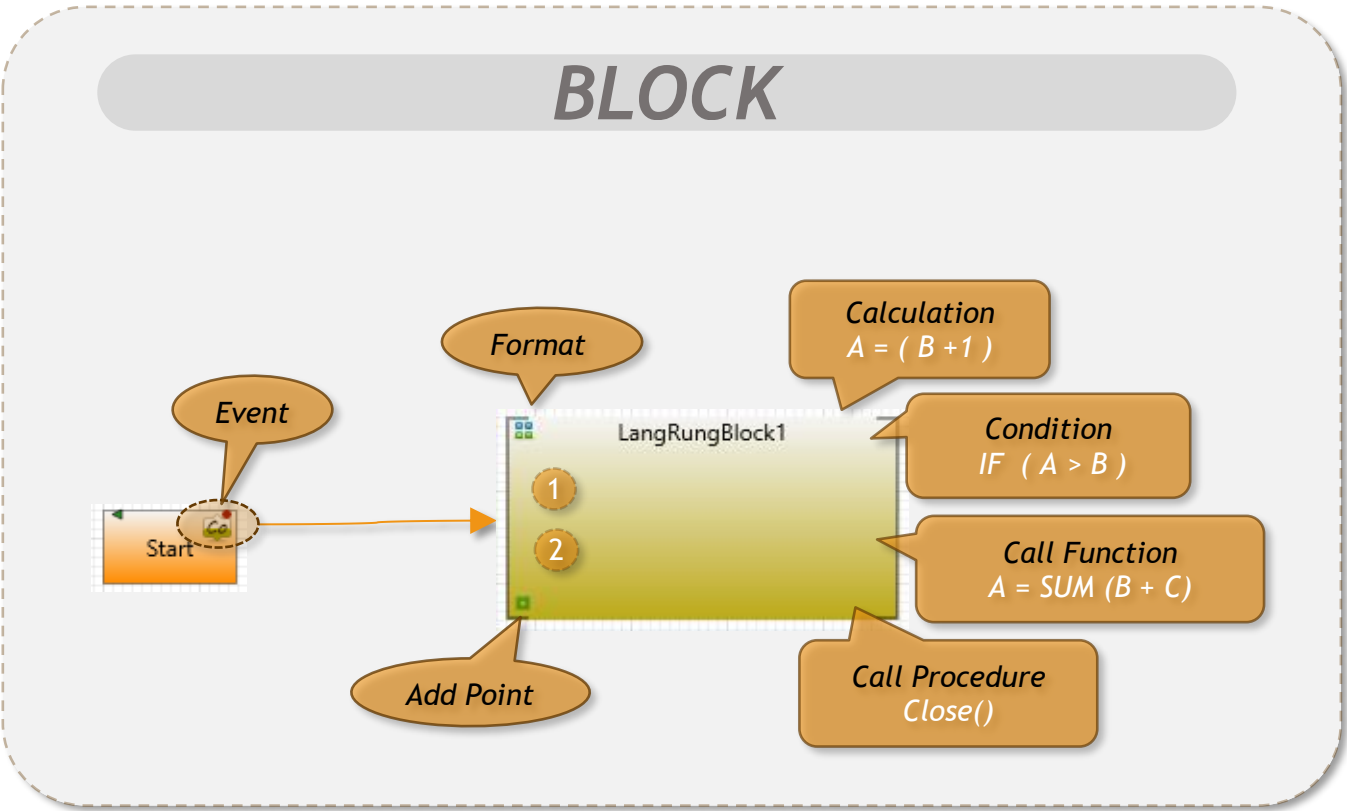 BLOCK
Calculation
A = ( B +1 )
Format
Event
Condition
IF ( A > B )
LangRungBlock1
1
Co
Start
2
Call Function
A = SUM (B + C)
Call Procedure
Close()
Add Point